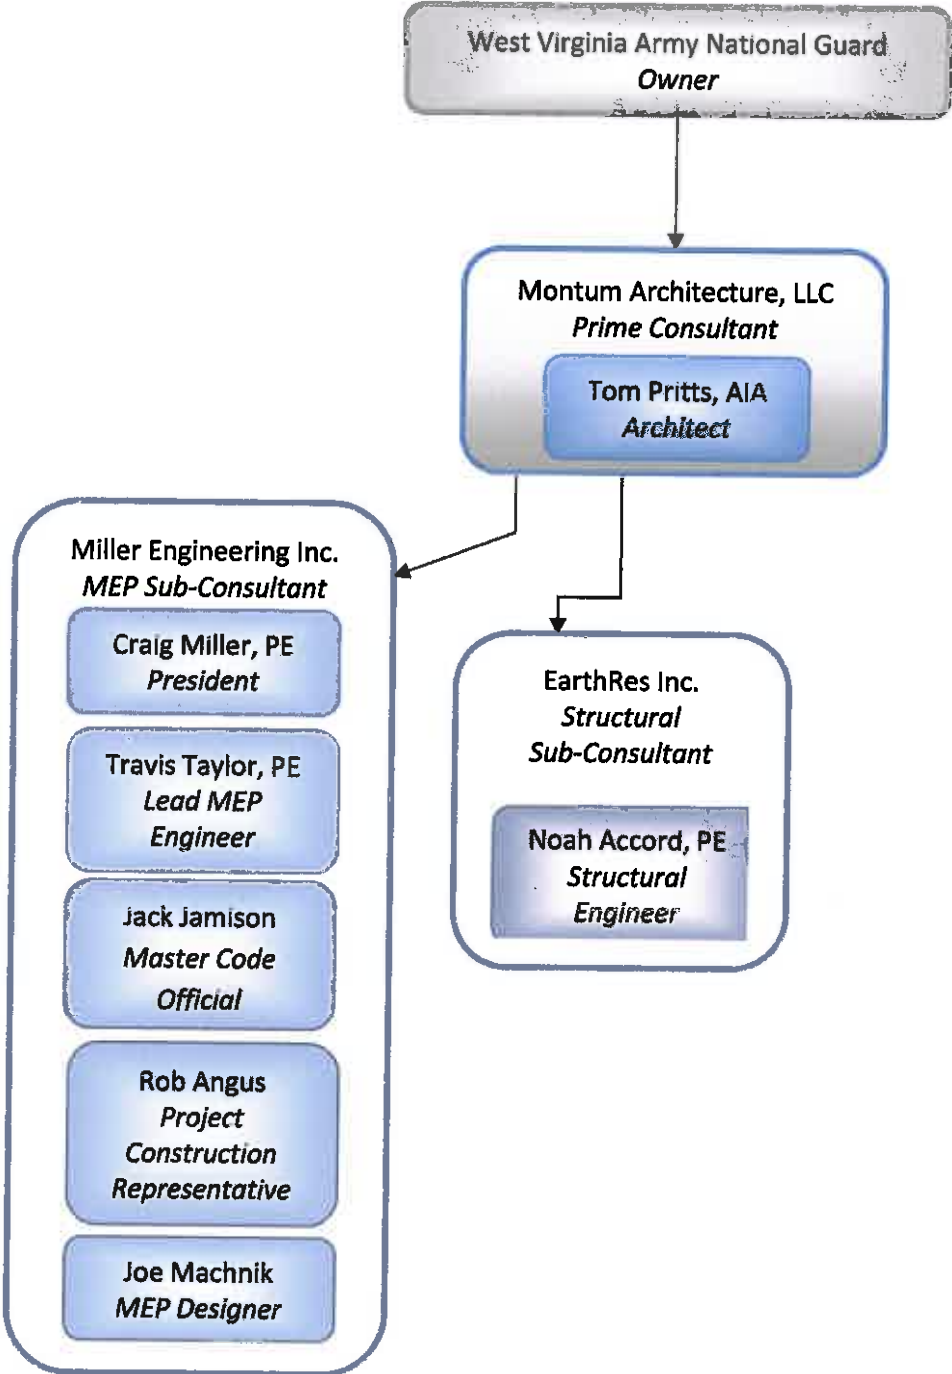 West Virginia Army National Guard
Owner
Montum Architecture, LLC
Prime Consultant
Tom Pritts, AIA
Architect
Miller Engineering Inc.
MEP Sub-Consultant
Craig Miller, PE
President
Travis Taylor, PE
Lead MEP
Engineer
Jack Jamison
Master Code
Official
Rob Angus
Project
Construction
Representative
Joe Machnik
MEP Designer
EarthRes Inc.
Structural
Sub-Consultant
Noah Accord, PE
Structural
Engineer